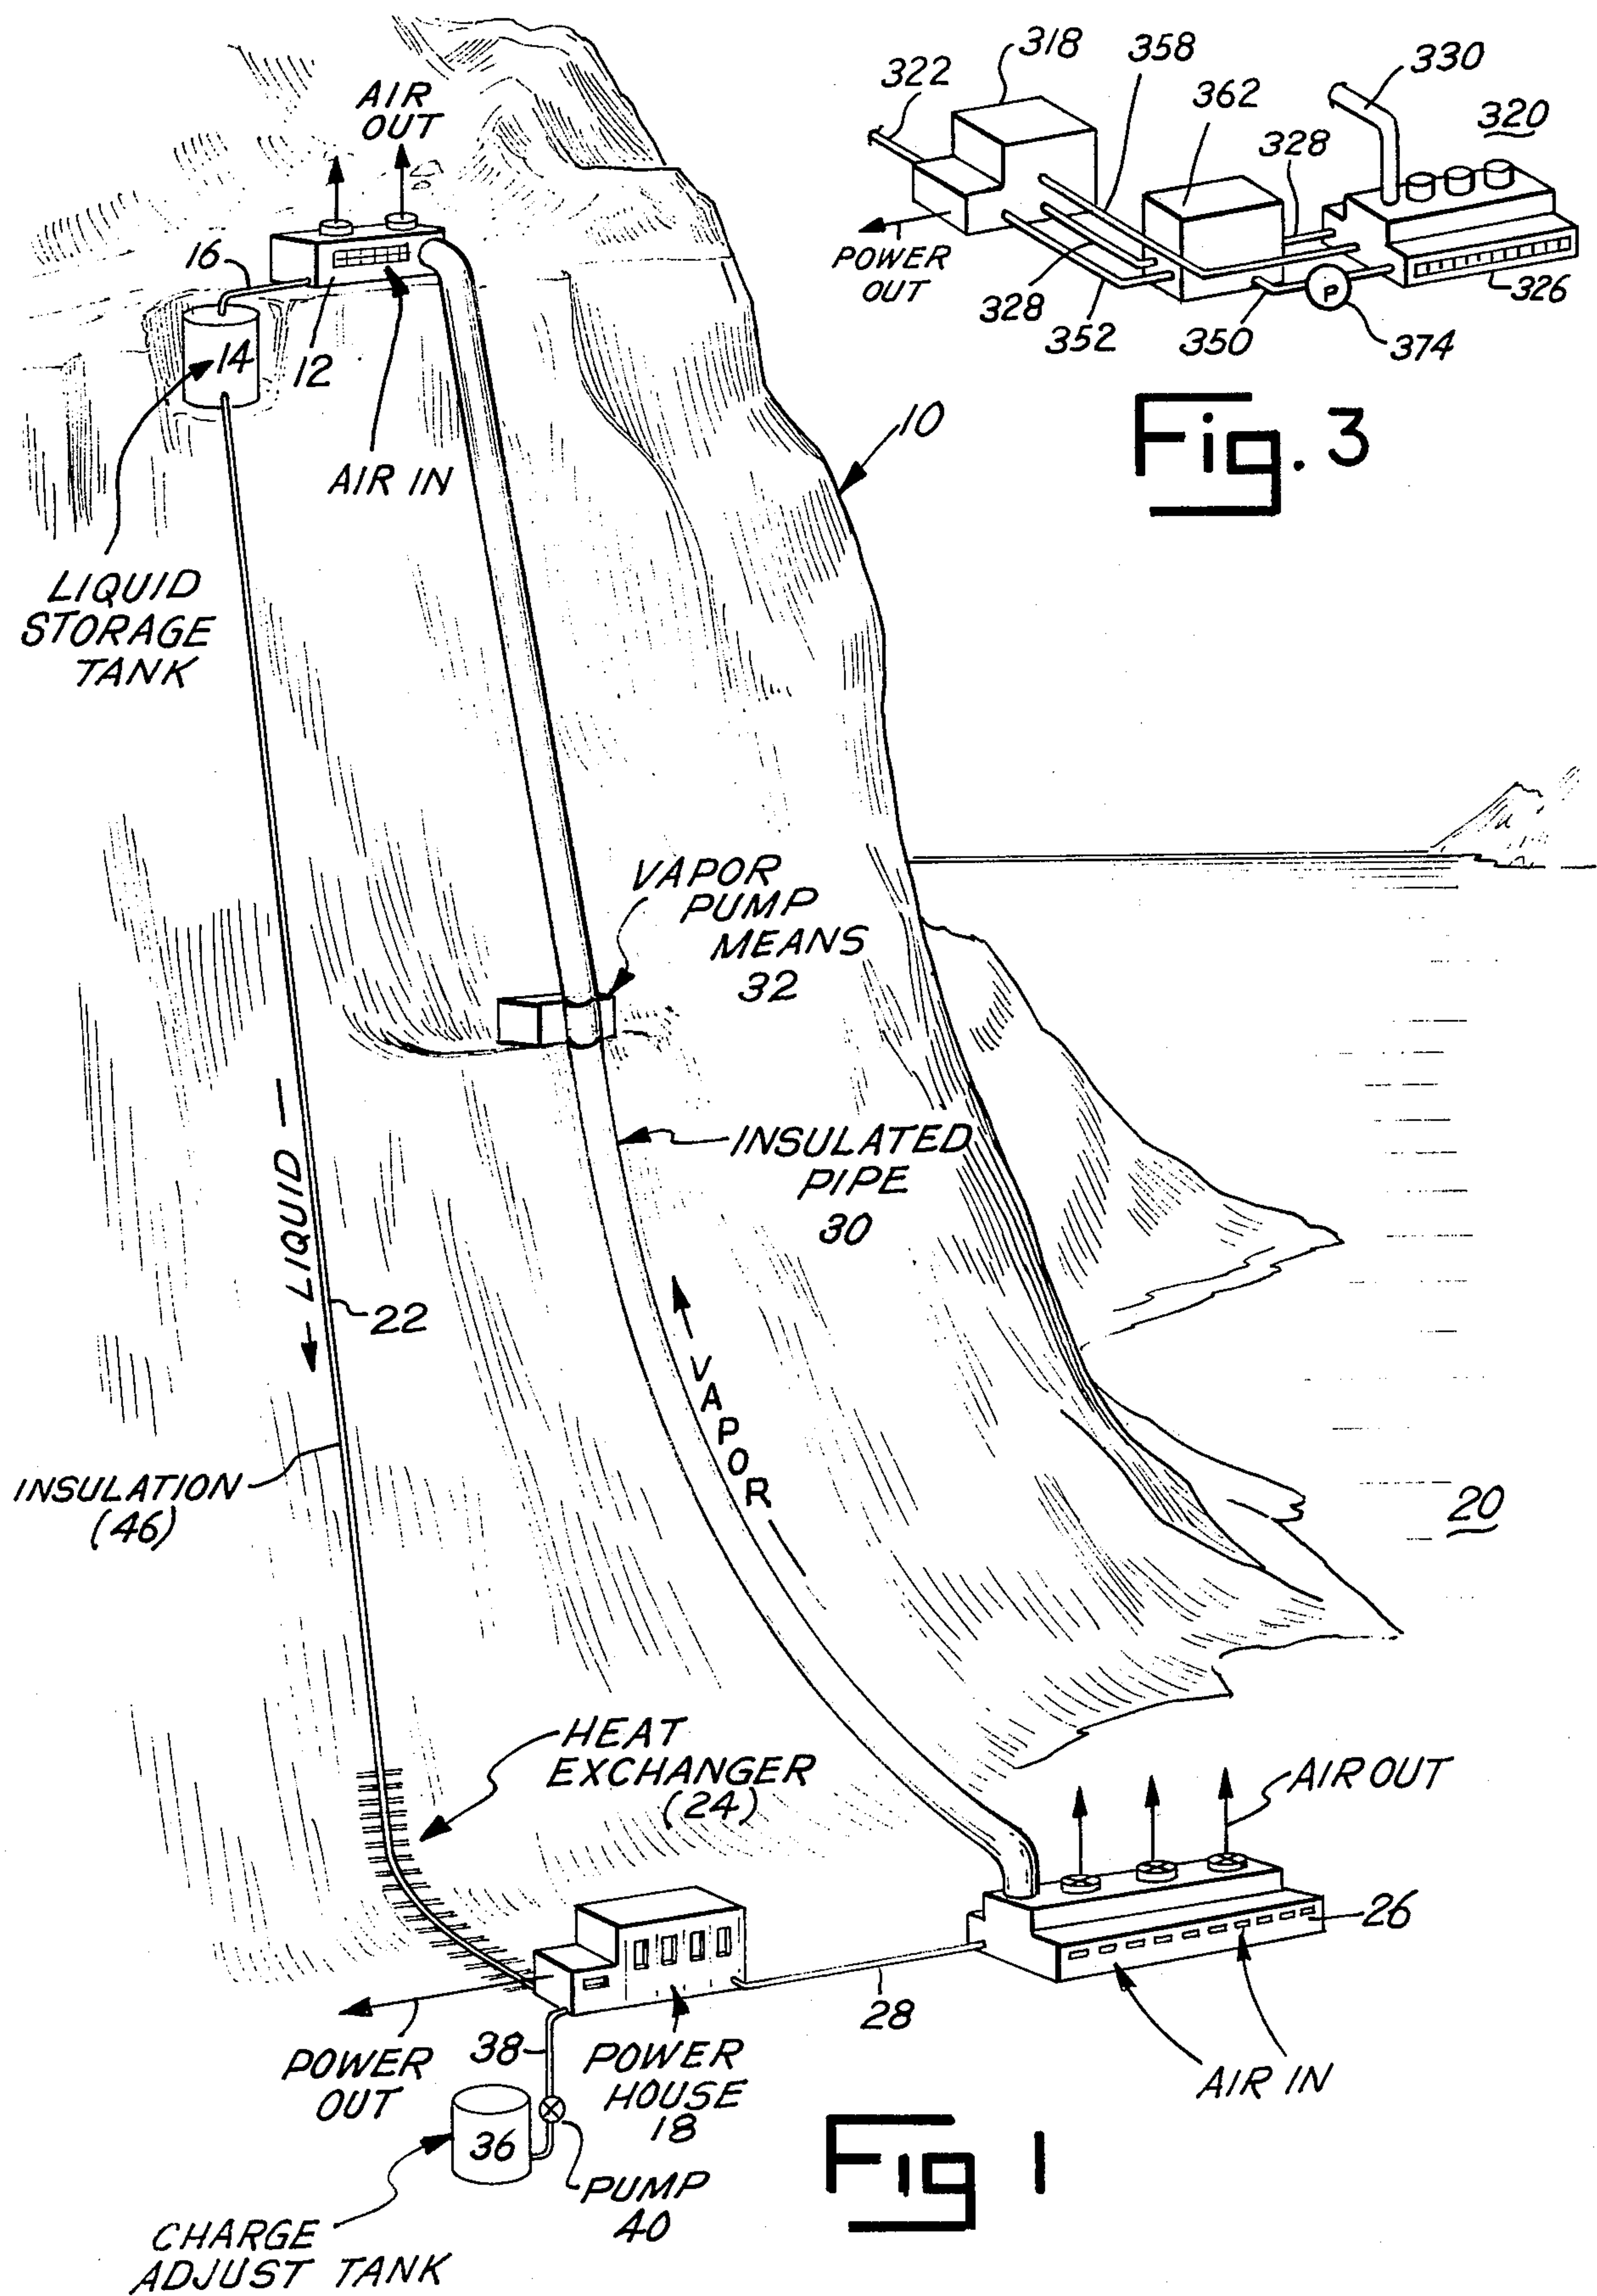 318
358
330
322
362
320
328
POWER
OUT
328
352
350
P
374
326
Fig. 3
AIR
OUT
16
14
12
AIR IN
10
LIQUID
STORAGE
TANK
VAPOR
PUMP
MEANS
32
INSULATED
PIPE
30
LIQUID
22
VAPOR
INSULATION
(46)
20
HEAT
EXCHANGER
(24)
AIR OUT
26
28
AIR IN
POWER
OUT
38
POWER
HOUSE
18
36
PUMP
40
CHARGE
ADJUST TANK
Fig 1